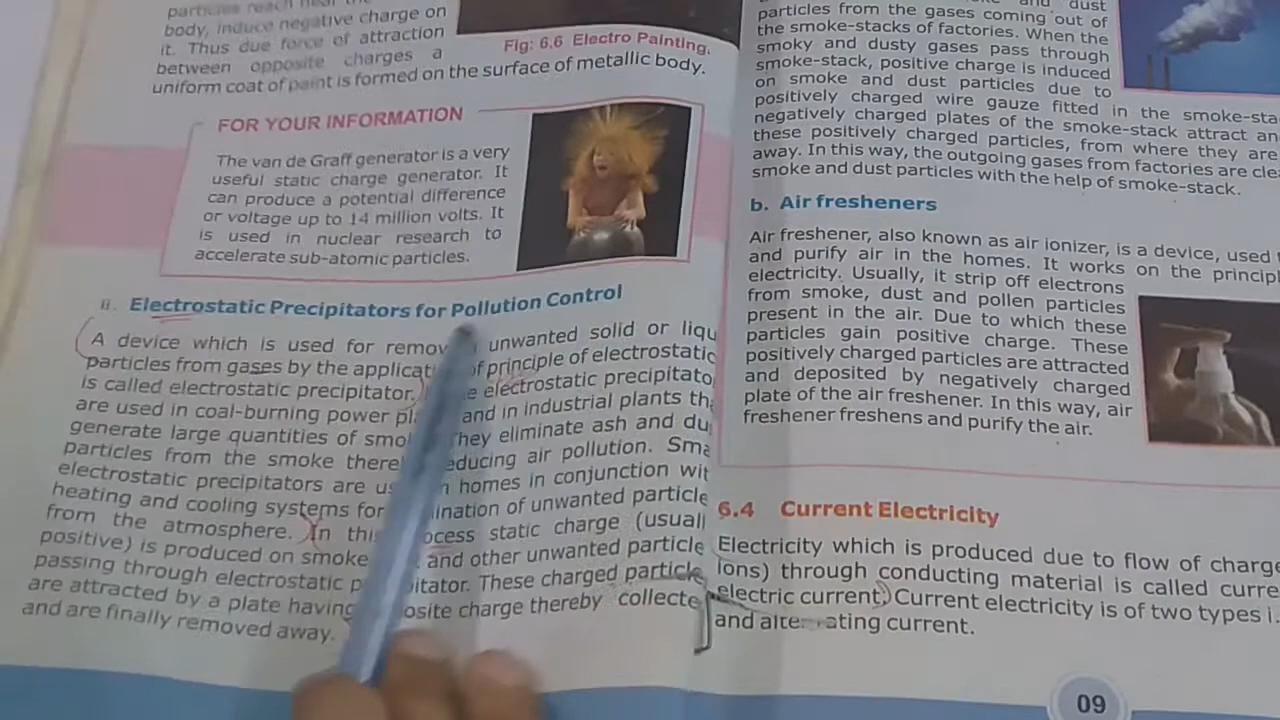 particles reach near the
body, induce negative charge on
it. Thus due force of attraction
between opposite charges a
uniform coat of paint is formed on the surface of metallic body.
Fig: 6.6 Electro Painting.
FOR YOUR INFORMATION
The van de Graff generator is a very
useful static charge generator. It
can produce a potential difference
or voltage up to 14 million volts. It
is used in nuclear research to
accelerate sub-atomic particles.
ii. Electrostatic Precipitators for Pollution Control
A device which is used for remov unwanted solid or liqu
particles from gases by the applicat of principle of electrostatic
is called electrostatic precipitator. e electrostatic precipitato
are used in coal-burning power pl and in industrial plants th
generate large quantities of smo They eliminate ash and du
particles from the smoke there educing air pollution. Sma
electrostatic precipitators are us n homes in conjunction wit
heating and cooling systems for ination of unwanted particle
from the atmosphere. In this ocess static charge (usuall
positive) is produced on smoke and other unwanted particle
passing through electrostatic p itator. These charged particle
are attracted by a plate having osite charge thereby collecte
and are finally removed away.
and dust
particles from the gases coming out of
the smoke-stacks of factories. When the
smoky and dusty gases pass through
smoke-stack, positive charge is induced
on smoke and dust particles due to
positively charged wire gauze fitted in the smoke-sta
negatively charged plates of the smoke-stack attract an
these positively charged particles, from where they are
away. In this way, the outgoing gases from factories are clea
smoke and dust particles with the help of smoke-stack.
b. Air fresheners
Air freshener, also known as air ionizer, is a device, used
and purify air in the homes. It works on the princip
electricity. Usually, it strip off electrons
from smoke, dust and pollen particles
present in the air. Due to which these
particles gain positive charge. These
positively charged particles are attracted
and deposited by negatively charged
plate of the air freshener. In this way, air
freshener freshens and purify the air.
6.4 Current Electricity
Electricity which is produced due to flow of charge
ions) through conducting material is called curre
electric current. Current electricity is of two types i.
and alternating current.
09